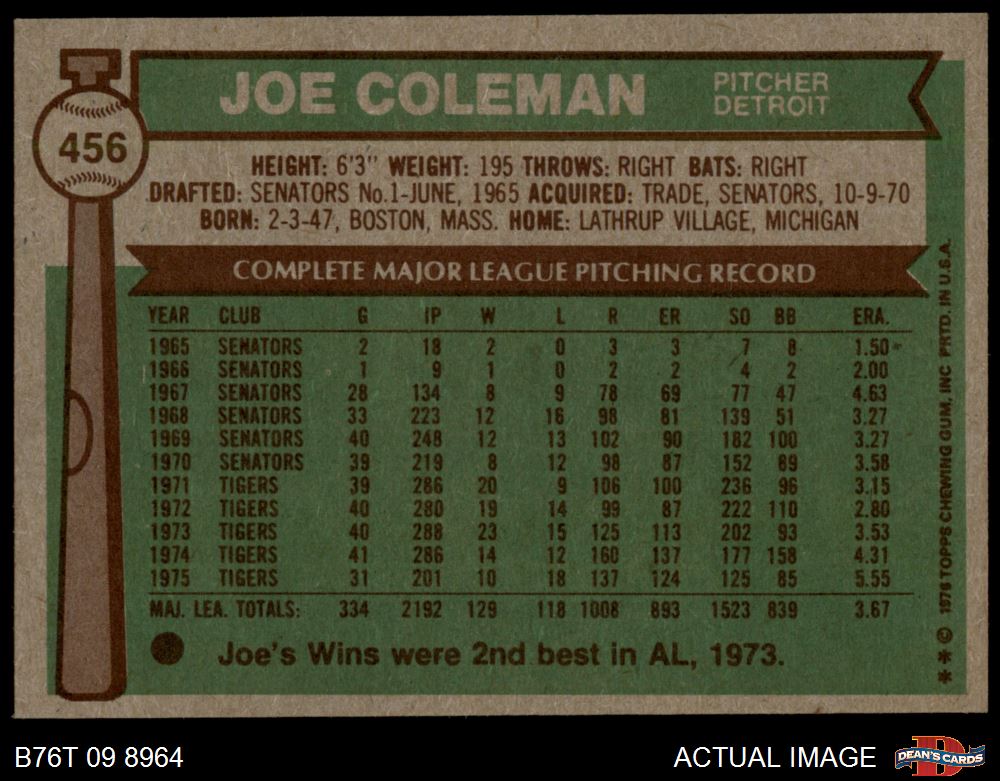 JOE COLEMAN
PITCHER
DETROIT
456
HEIGHT: 6'3" WEIGHT: 195 THROWS: RIGHT BATS: RIGHT
DRAFTED: SENATORS No.1-JUNE, 1965 ACQUIRED: TRADE, SENATORS, 10-9-70
BORN: 2-3-47, BOSTON, MASS. HOME: LATHRUP VILLAGE, MICHIGAN
COMPLETE MAJOR LEAGUE PITCHING RECORD
YEAR CLUB G IP W L R ER SO BB ERA.
1965 SENATORS 2 18 2 0 3 3 7 8 1.50
1966 SENATORS 1 9 1 0 2 2 4 2 2.00
1967 SENATORS 28 134 8 9 78 69 77 47 4.63
1968 SENATORS 33 223 12 16 98 81 139 51 3.27
1969 SENATORS 40 248 12 13 102 90 182 100 3.27
1970 SENATORS 39 219 8 12 98 87 152 89 3.58
1971 TIGERS 39 286 20 9 106 100 236 96 3.15
1972 TIGERS 40 280 19 14 99 87 222 110 2.80
1973 TIGERS 40 288 23 15 125 113 202 93 3.53
1974 TIGERS 41 286 14 12 160 137 177 158 4.31
1975 TIGERS 31 201 10 18 137 124 125 85 5.55
MAJ. LEA. TOTALS: 334 2192 129 118 1008 893 1523 839 3.67
Joe's Wins were 2nd best in AL, 1973.
** © 1976 TOPPS CHEWING GUM, INC PRTD. IN U.S.A.
B76T 09 8964
ACTUAL IMAGE
D
DEAN'S CARDS